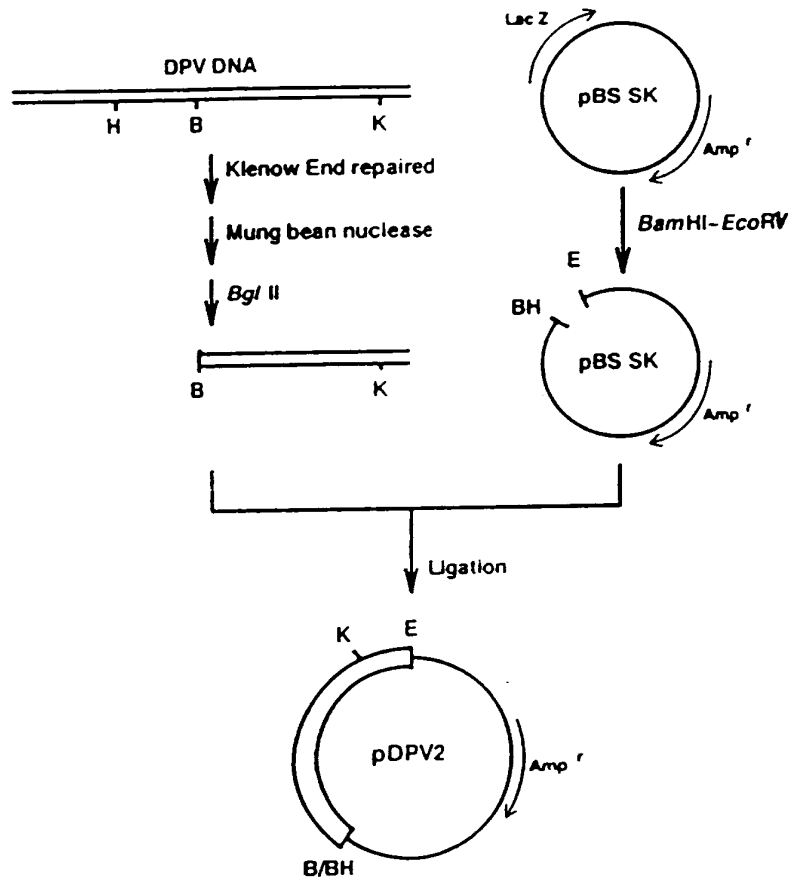 DPV DNA
H B K
Klenow End repaired
Mung bean nuclease
Bgl II
B K
Lac Z
pBS SK
Amp r
BamHI-EcoRV
E
BH
pBS SK
Amp r
Ligation
K E
pDPV2
Amp r
B/BH